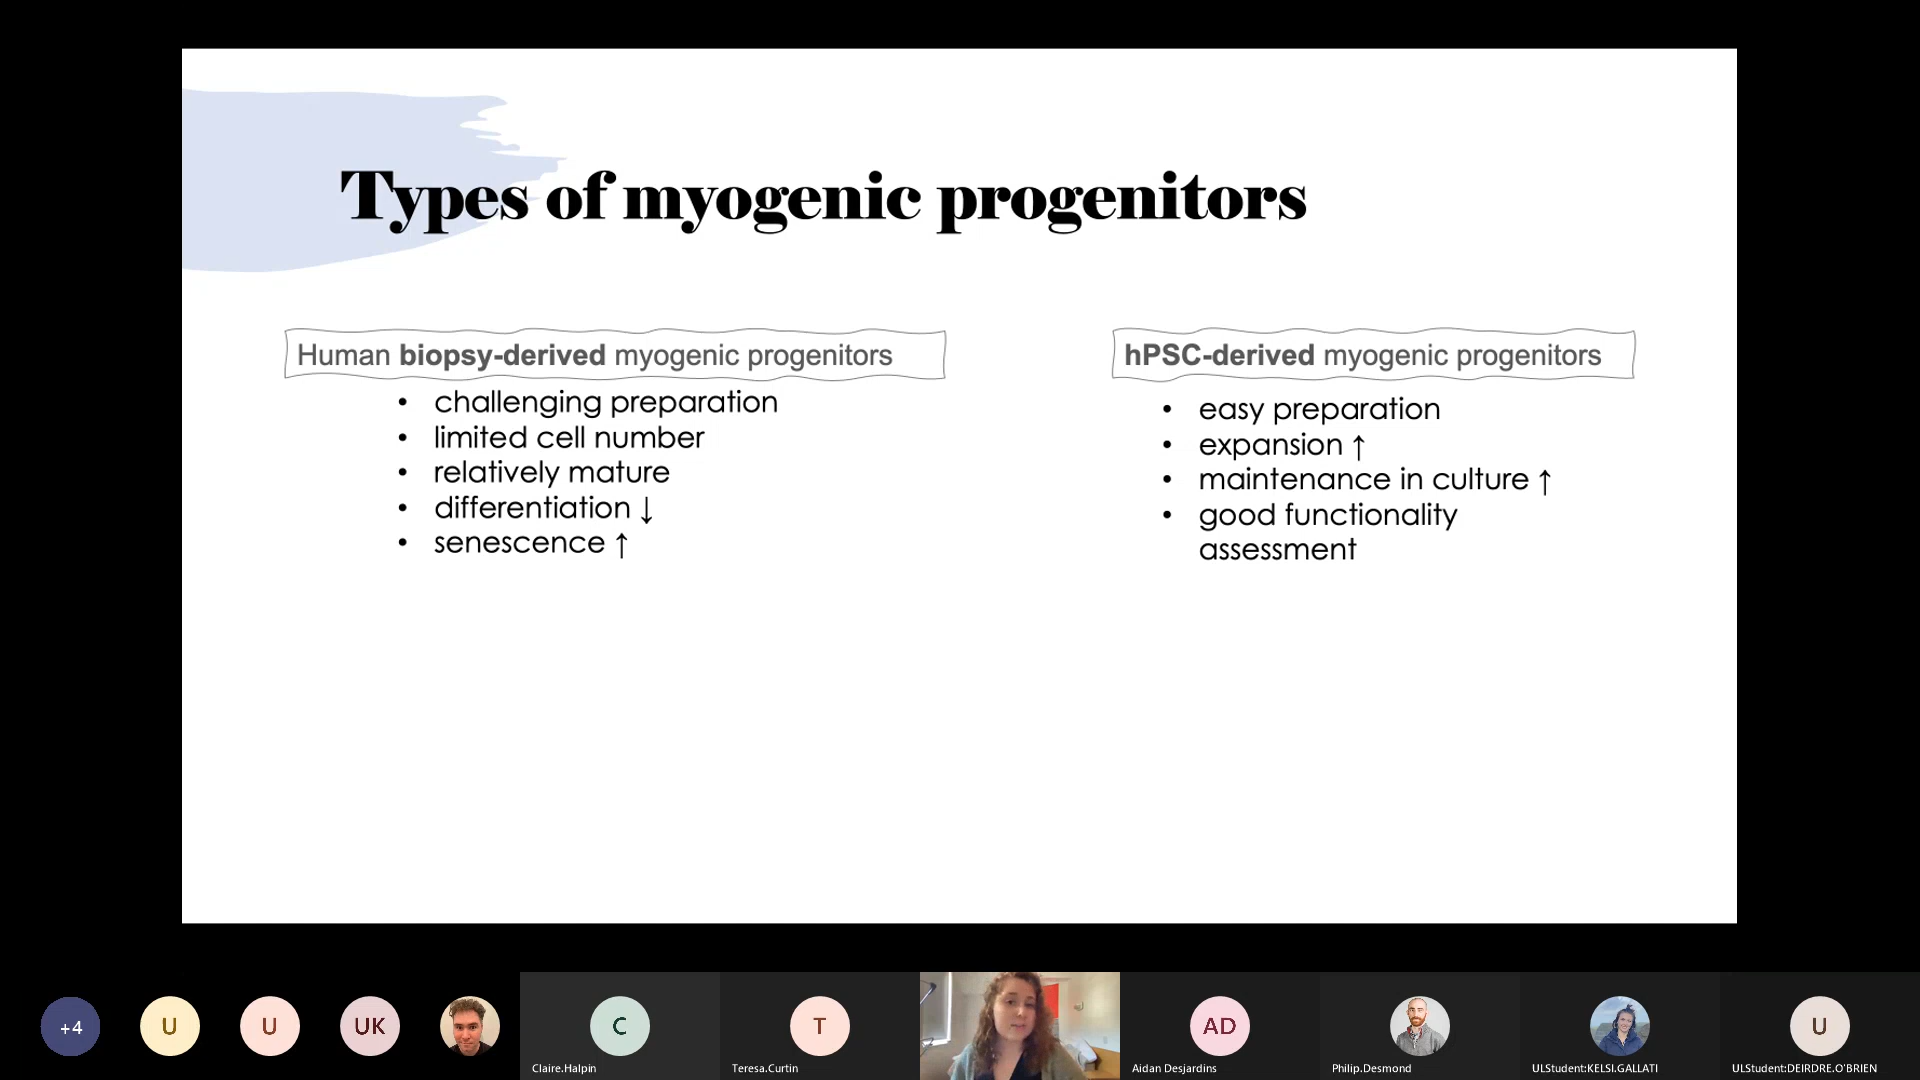 Types of myogenic progenitors
Human biopsy-derived myogenic progenitors
• challenging preparation
• limited cell number
• relatively mature
• differentiation ↓
• senescence ↑
hPSC-derived myogenic progenitors
• easy preparation
• expansion ↑
• maintenance in culture ↑
• good functionality
assessment
+4
U
U
UK
C
Claire.Halpin
T
Teresa.Curtin
AD
Aidan Desjardins
Philip.Desmond
ULStudent:KELSI.GALLATI
U
ULStudent:DEIRDRE.O'BRIEN